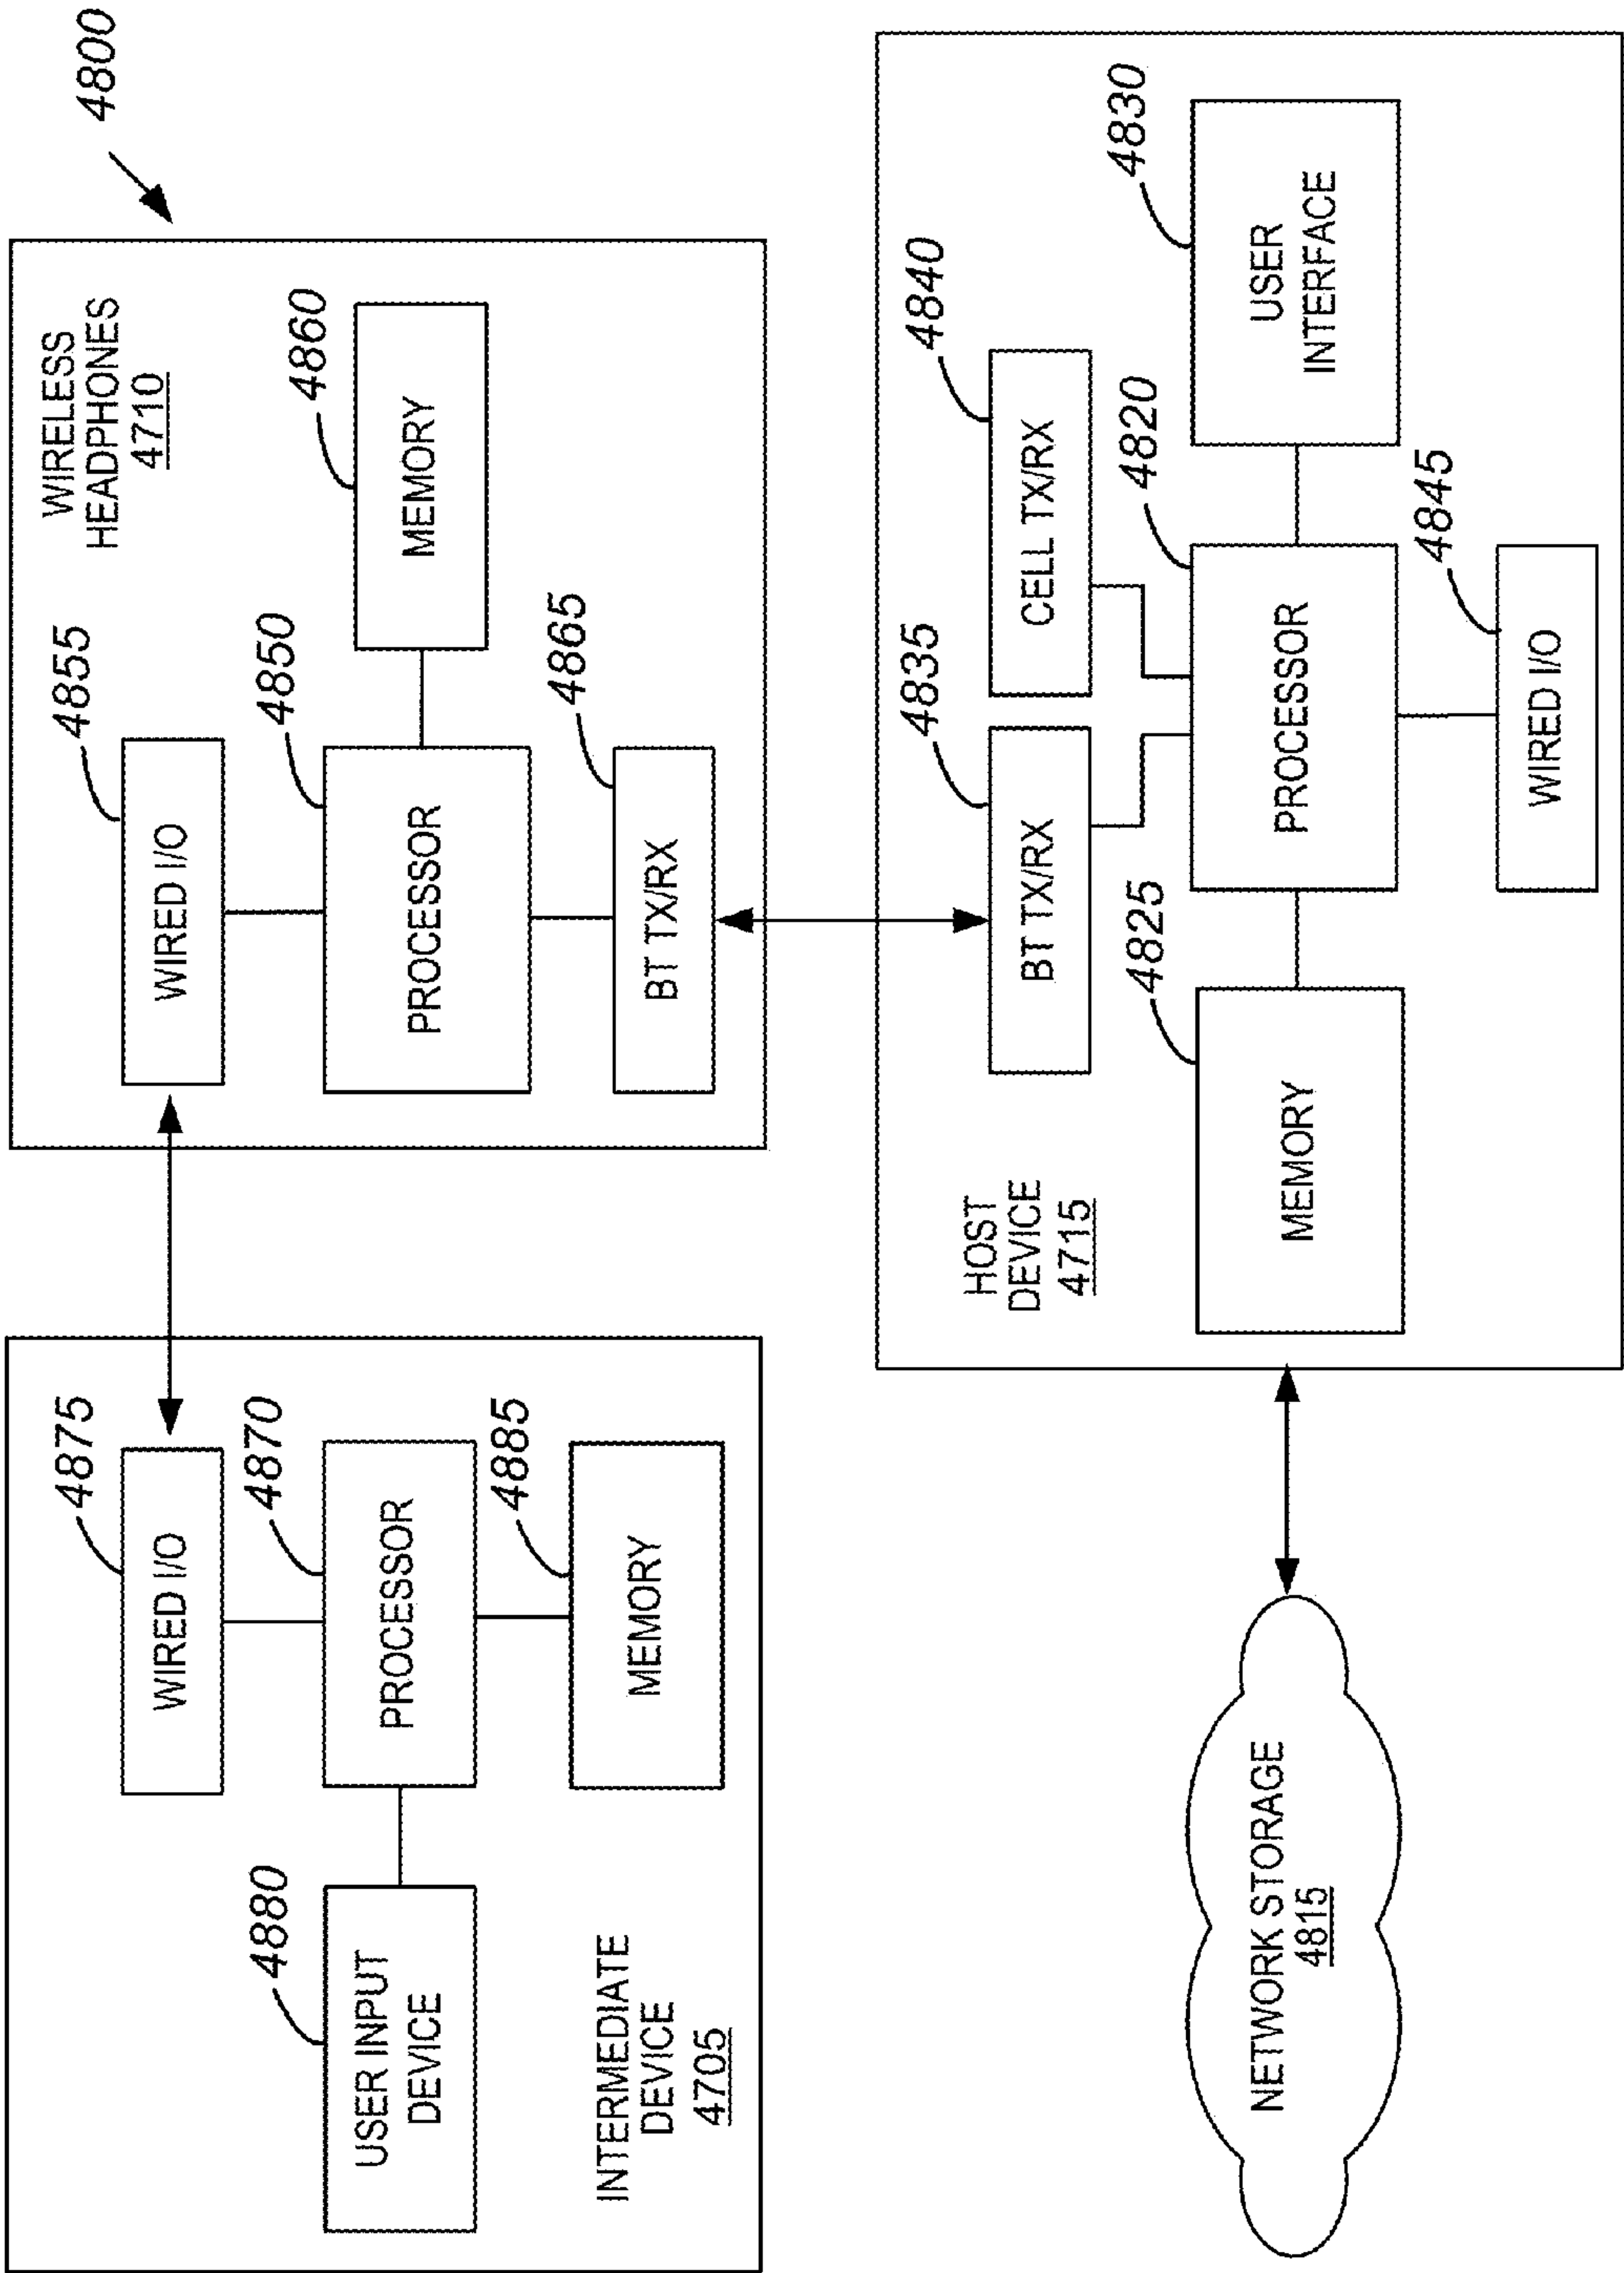 4800
INTERMEDIATE
DEVICE
4705
USER INPUT
DEVICE
4880
WIRED I/O
4875
PROCESSOR
4870
MEMORY
4885
WIRELESS
HEADPHONES
4710
WIRED I/O
4855
PROCESSOR
4850
MEMORY
4860
BT TX/RX
4865
HOST
DEVICE
4715
BT TX/RX
4835
CELL TX/RX
4840
MEMORY
4825
PROCESSOR
4820
USER
INTERFACE
4830
WIRED I/O
4845
NETWORK STORAGE
4815